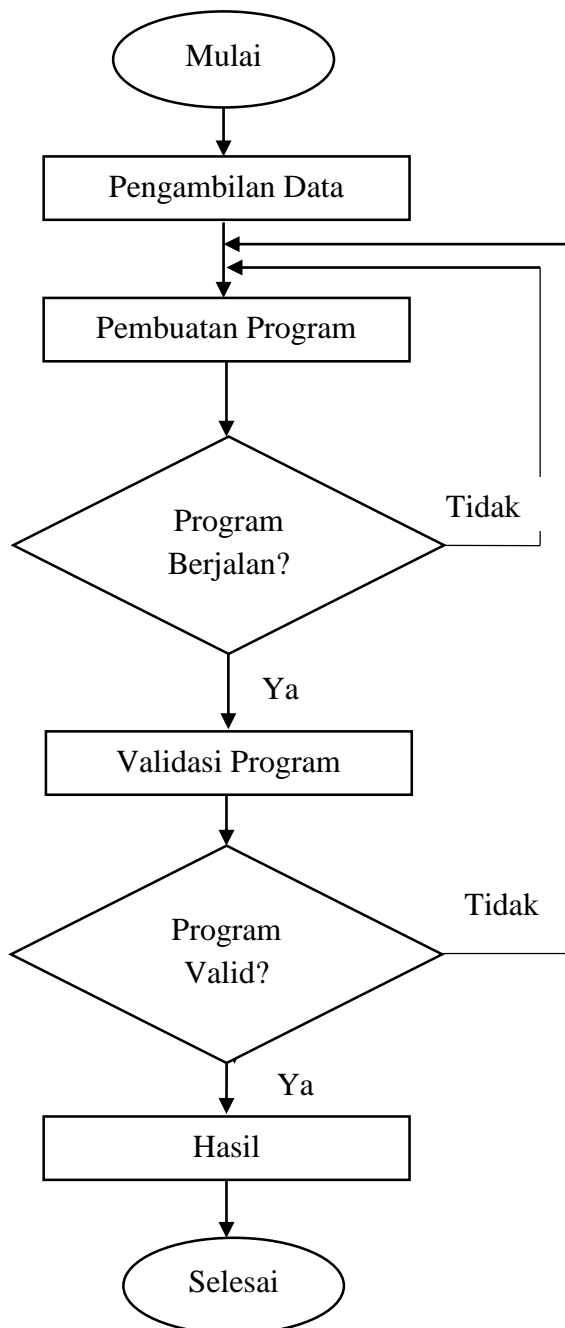 Mulai
Pengambilan Data
Pembuatan Program
Program
Berjalan?
Tidak
Ya
Validasi Program
Program
Valid?
Tidak
Ya
Hasil
Selesai